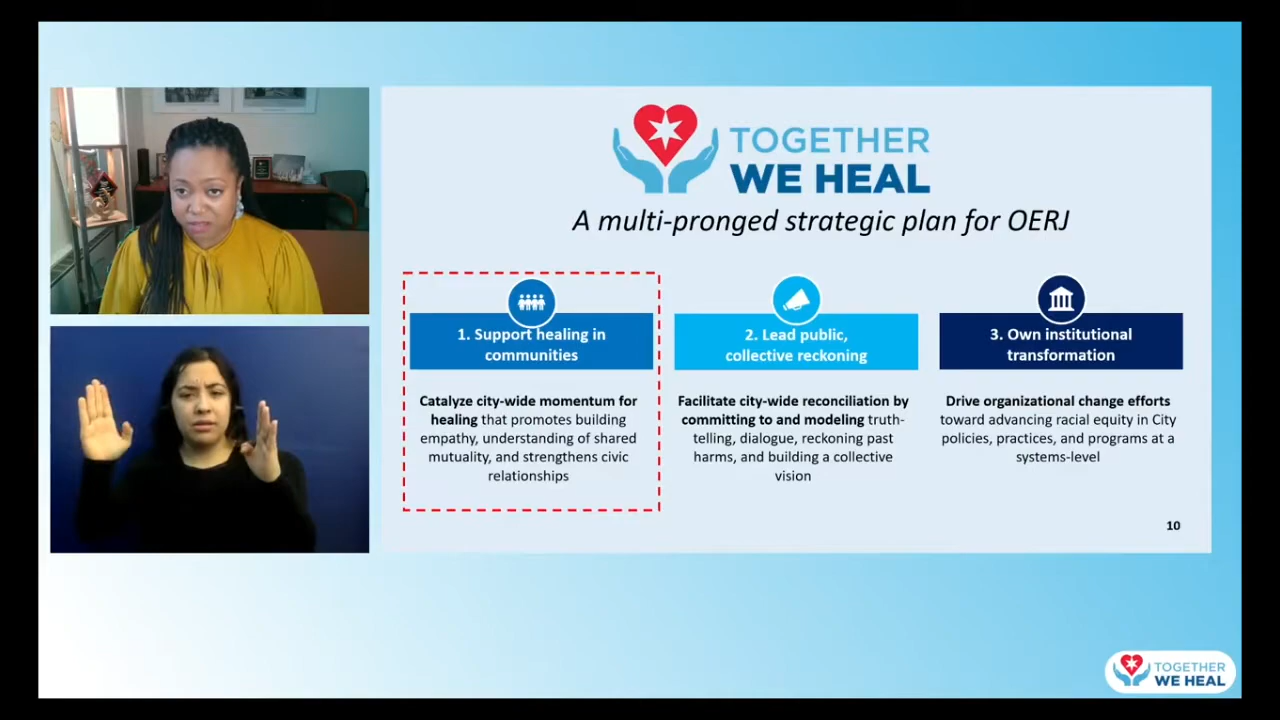 TOGETHER
WE HEAL
A multi-pronged strategic plan for OERJ
1. Support healing in
communities
Catalyze city-wide momentum for
healing that promotes building
empathy, understanding of shared
mutuality, and strengthens civic
relationships
2. Lead public,
collective reckoning
Facilitate city-wide reconciliation by
committing to and modeling truth-
telling, dialogue, reckoning past
harms, and building a collective
vision
3. Own institutional
transformation
Drive organizational change efforts
toward advancing racial equity in City
policies, practices, and programs at a
systems-level
10
TOGETHER
WE HEAL